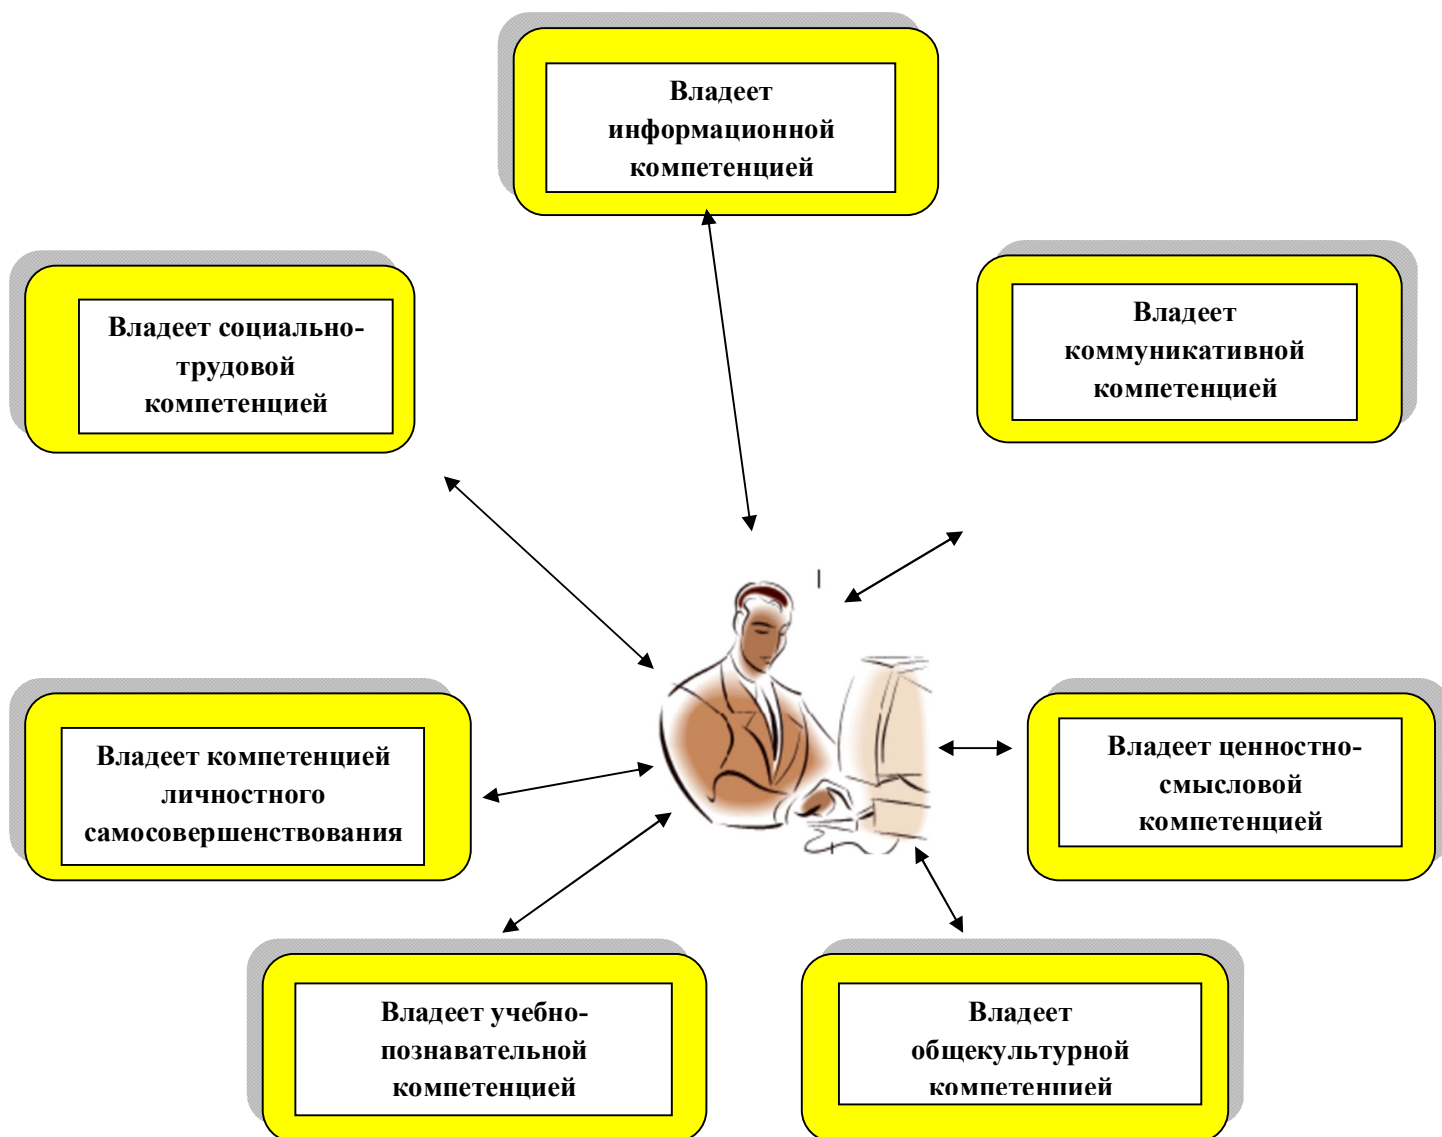 Владеет
информационной
компетенцией
Владеет социально-
трудовой
компетенцией
Владеет
коммуникативной
компетенцией
Владеет компетенцией
личностного
самосовершенствования
Владеет ценностно-
смысловой
компетенцией
Владеет учебно-
познавательной
компетенцией
Владеет
общекультурной
компетенцией